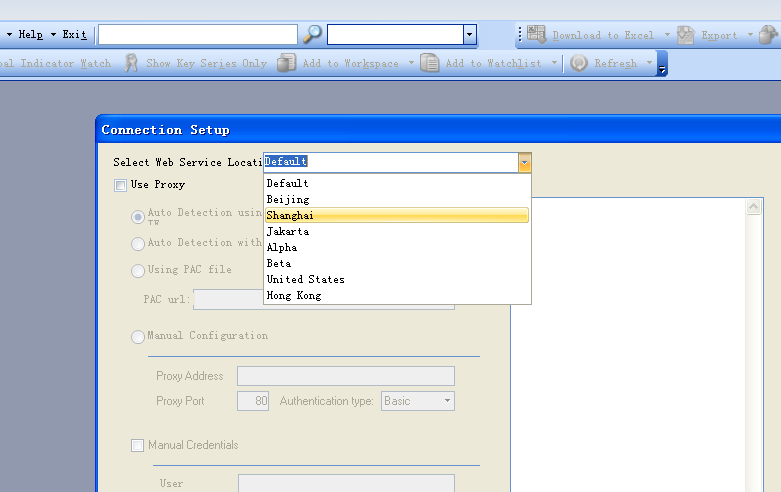 Help Exit
Download to Excel Export
bal Indicator Watch Show Key Series Only Add to Workspace Add to Watchlist Refresh
Connection Setup
Select Web Service Locati Default
Default
Use Proxy
Beijing
Shanghai
Auto Detection usin
Jakarta
Auto Detection with
Alpha
Beta
Using PAC file
United States
PAC url:
Hong Kong
Manual Configuration
Proxy Address
Proxy Port 80 Authentication type: Basic
Manual Credentials
User